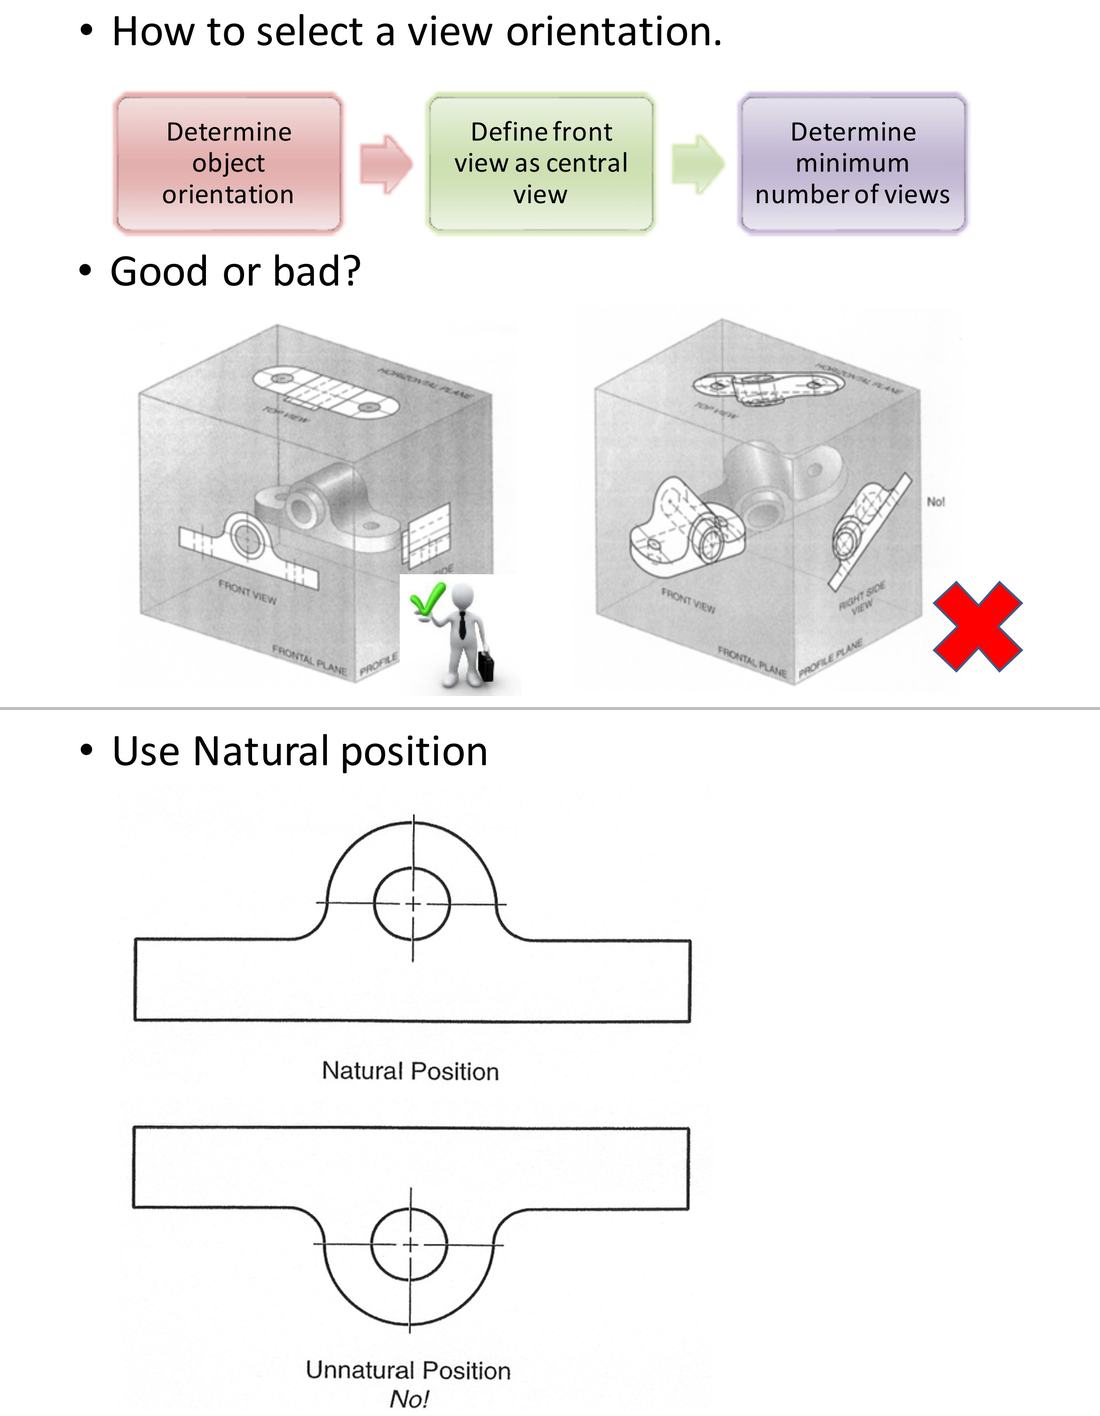 • How to select a view orientation.
Determine
object
orientation
Define front
view as central
view
Determine
minimum
number of views
• Good or bad?
HORIZONTAL PLANE
TOP VIEW
FRONT VIEW
IDE
FRONTAL PLANE
PROFILE
HORIZONTAL PLANE
TOP VIEW
No!
FRONT VIEW
RIGHT SIDE
VIEW
FRONTAL PLANE
PROFILE PLANE
• Use Natural position
Natural Position
Unnatural Position
No!